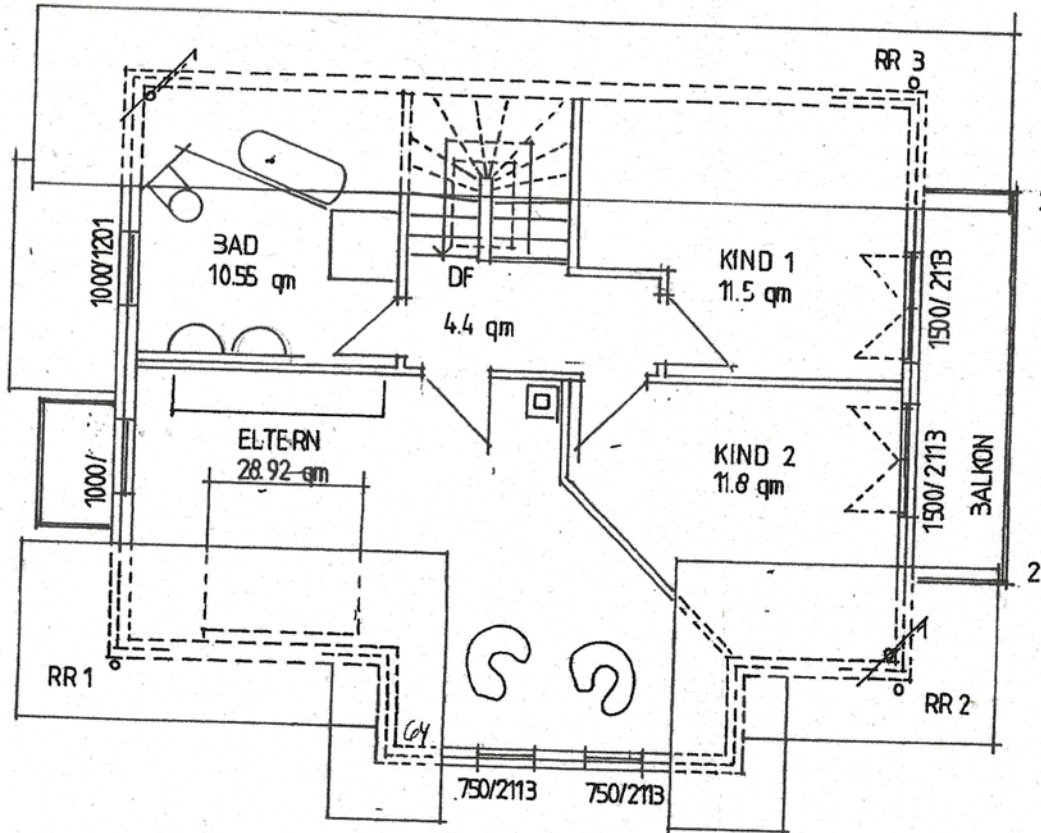 RR 3
1000/1201
BAD
10.55 qm
DF
4.4 qm
KIND 1
11.5 qm
1500/2113
ELTERN
28.92 qm
1000/
KIND 2
11.8 qm
1500/2113
BALKON
2
RR 1
RR 2
750/2113
750/2113